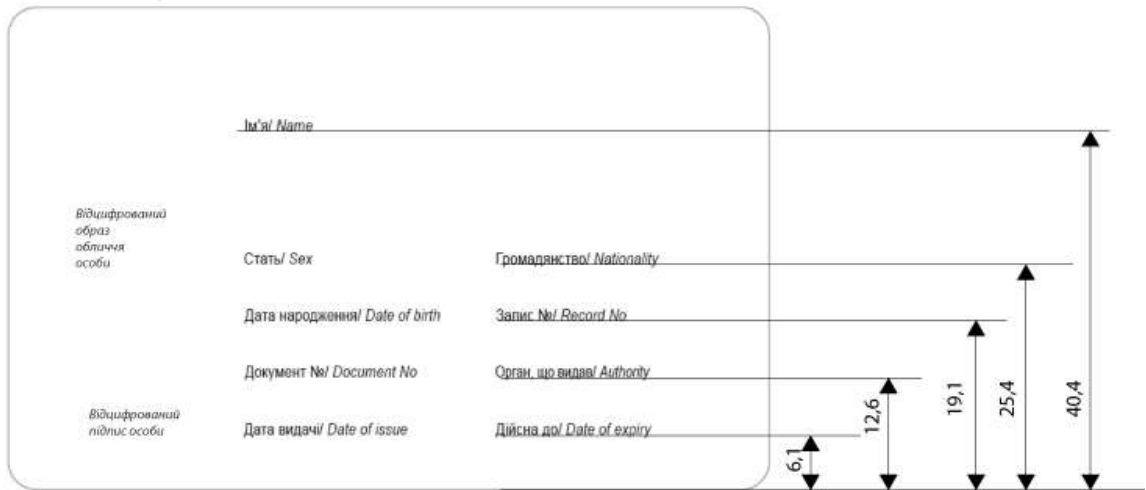 Ім'я/ Name
Відцифрований
образ
обличчя
особи
Стать/ Sex
Громадянство/ Nationality
Дата народження/ Date of birth
Запис №/ Record No
Документ №/ Document No
Орган, що видав/ Authority
Відцифрований
підпис особи
Дата видачі/ Date of issue
Дійсна до/ Date of expiry
6,1
12,6
19,1
25,4
40,4